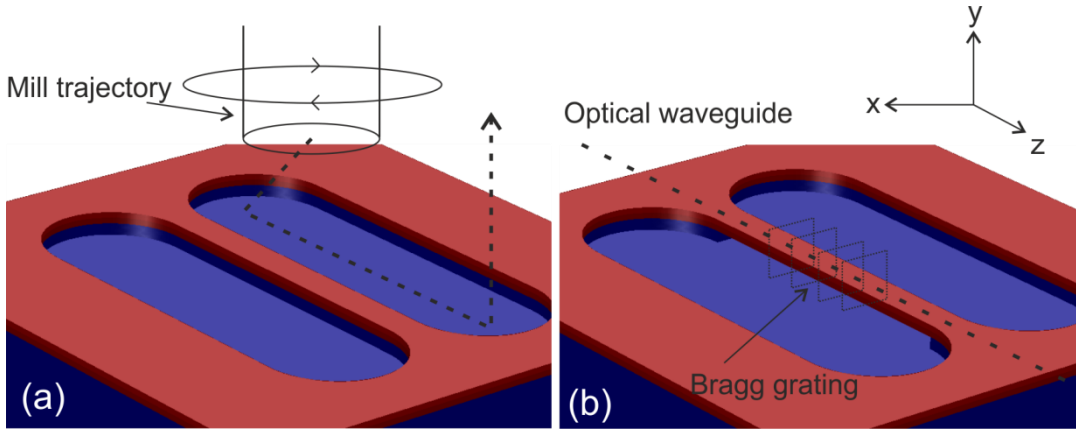 Mill trajectory
(a)
Optical waveguide
y
x
z
Bragg grating
(b)